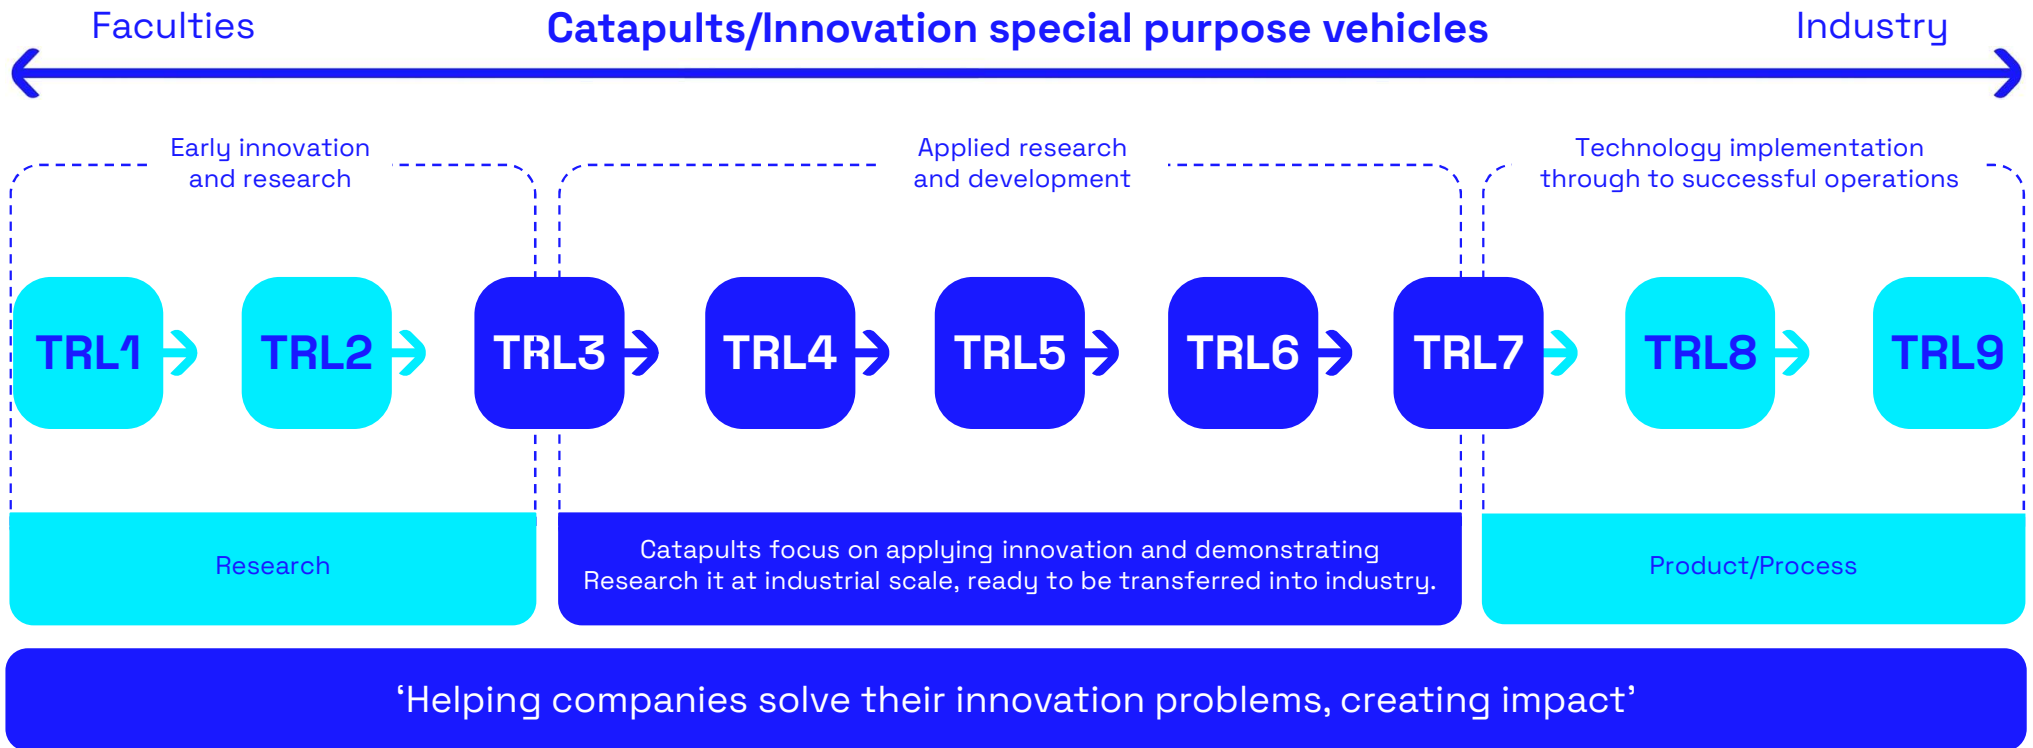 Faculties
Catapults/Innovation special purpose vehicles
Industry
Early innovation
and research
Applied research
and development
Technology implementation
through to successful operations
TRL1
TRL2
TRL3
TRL4
TRL5
TRL6
TRL7
TRL8
TRL9
Research
Catapults focus on applying innovation and demonstrating
Research it at industrial scale, ready to be transferred into industry.
Product/Process
‘Helping companies solve their innovation problems, creating impact’